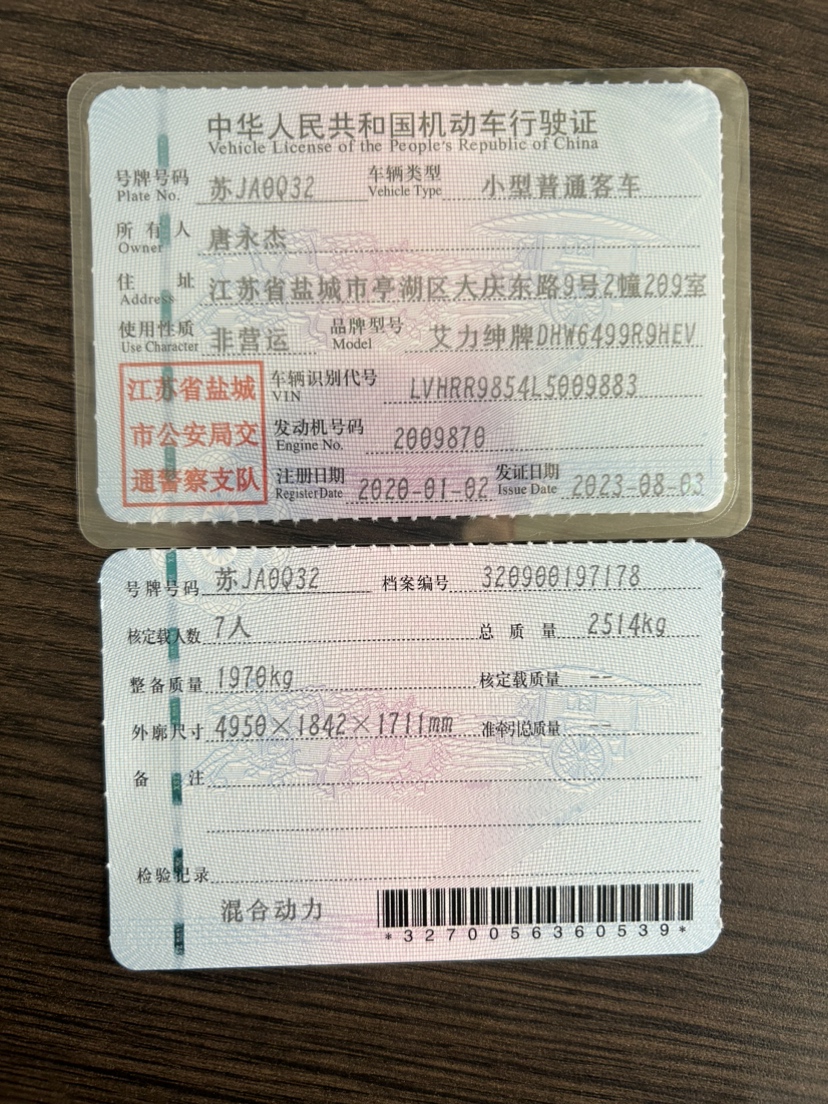 中华人民共和国机动车行驶证
Vehicle License of the People's Republic of China
号牌号码 苏JA0Q32 车辆类型 小型普通客车
Plate No. Vehicle Type
所有人 唐永杰
Owner
住址 江苏省盐城市亭湖区大庆东路9号2幢209室
Address
使用性质 非营运 品牌型号 艾力绅牌DHW6499R9HEV
Use Character Model
江苏省盐城
市公安局交
通警察支队
车辆识别代号 LVHRR9854L5009883
VIN
发动机号码 2009870
Engine No.
注册日期 2020-01-02 发证日期 2023-08-03
Register Date Issue Date
号牌号码 苏JA0Q32 档案编号 320900197178
核定载人数 7人 总质量 2514kg
整备质量 1970kg 核定载质量 --
外廓尺寸 4950×1842×1711mm 准牵引总质量 --
备注
检验记录
混合动力
*3270056360539*